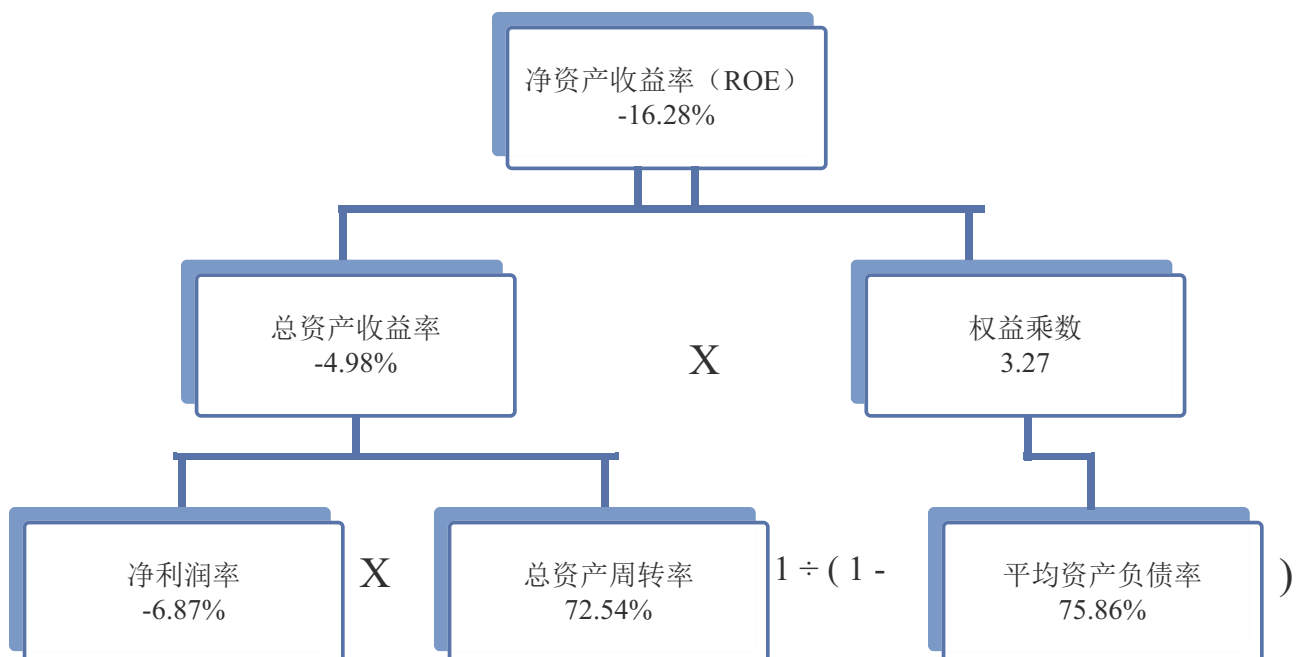 净资产收益率（ROE）
-16.28%
总资产收益率
-4.98%
X
权益乘数
3.27
净利润率
-6.87%
X
总资产周转率
72.54%
1 ÷ ( 1 -
平均资产负债率
75.86%
)